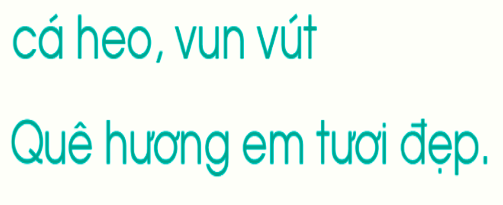 cá heo, vun vút
Quê hương em tươi đẹp.